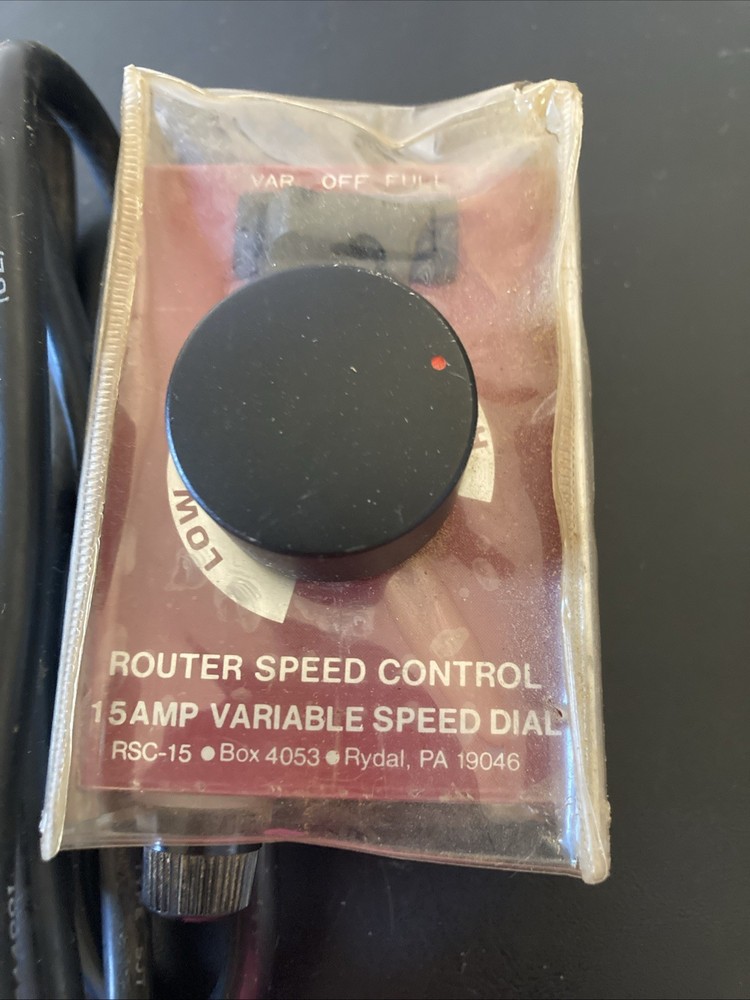 VAR OFF FULL
LOW
ROUTER SPEED CONTROL
15AMP VARIABLE SPEED DIAL
RSC-15 ● Box 4053 ● Rydal, PA 19046